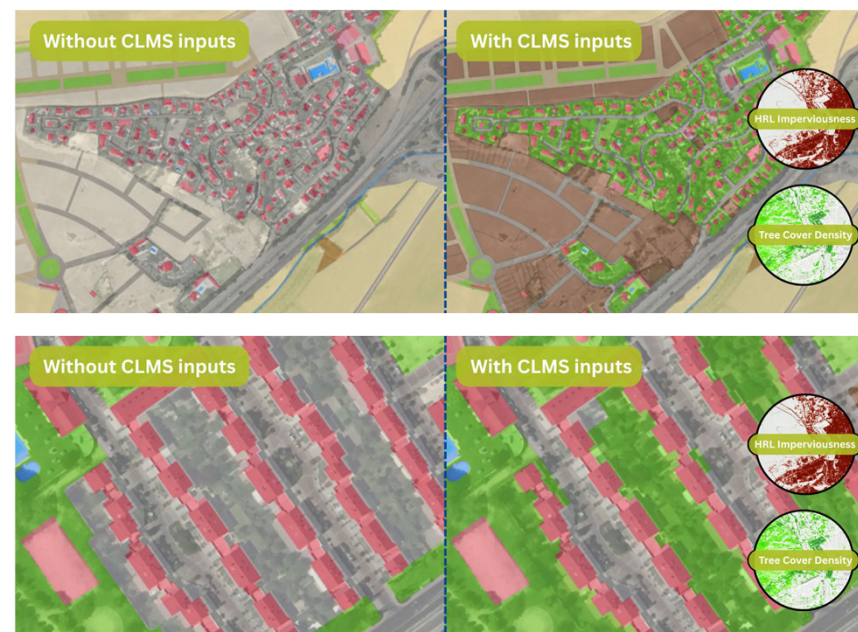 Without CLMS inputs
With CLMS inputs
HRL Imperviousness
Tree Cover Density
Without CLMS inputs
With CLMS inputs
HRL Imperviousness
Tree Cover Density